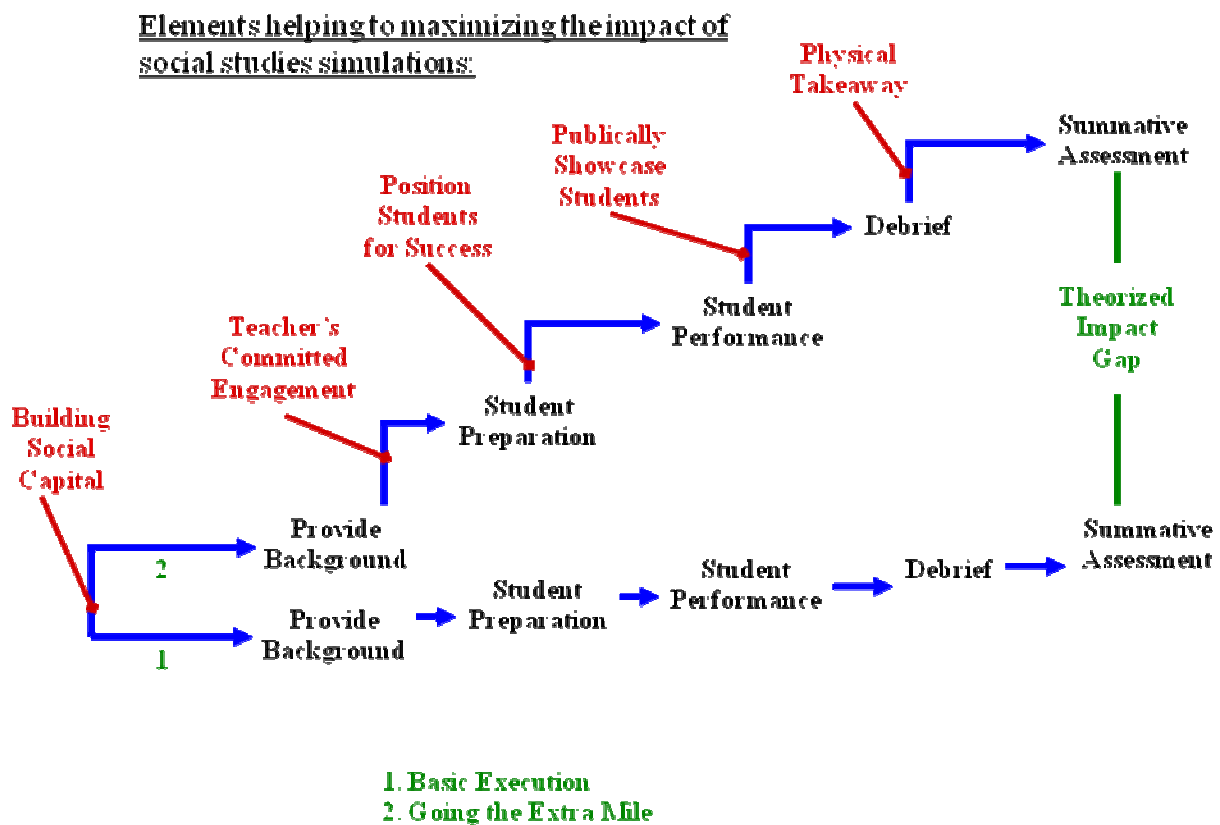 Elements helping to maximizing the impact of
social studies simulations:
Physical
Takeaway
Summative
Assessment
Publically
Showcase
Students
Position
Students
for Success
Debrief
Theorized
Impact
Gap
Student
Performance
Teacher's
Committed
Engagement
Student
Preparation
Building
Social
Capital
Provide
Background
2
Provide
Background
1
Student
Preparation
Student
Performance
Debrief
Summative
Assessment
1. Basic Execution
2. Going the Extra Mile